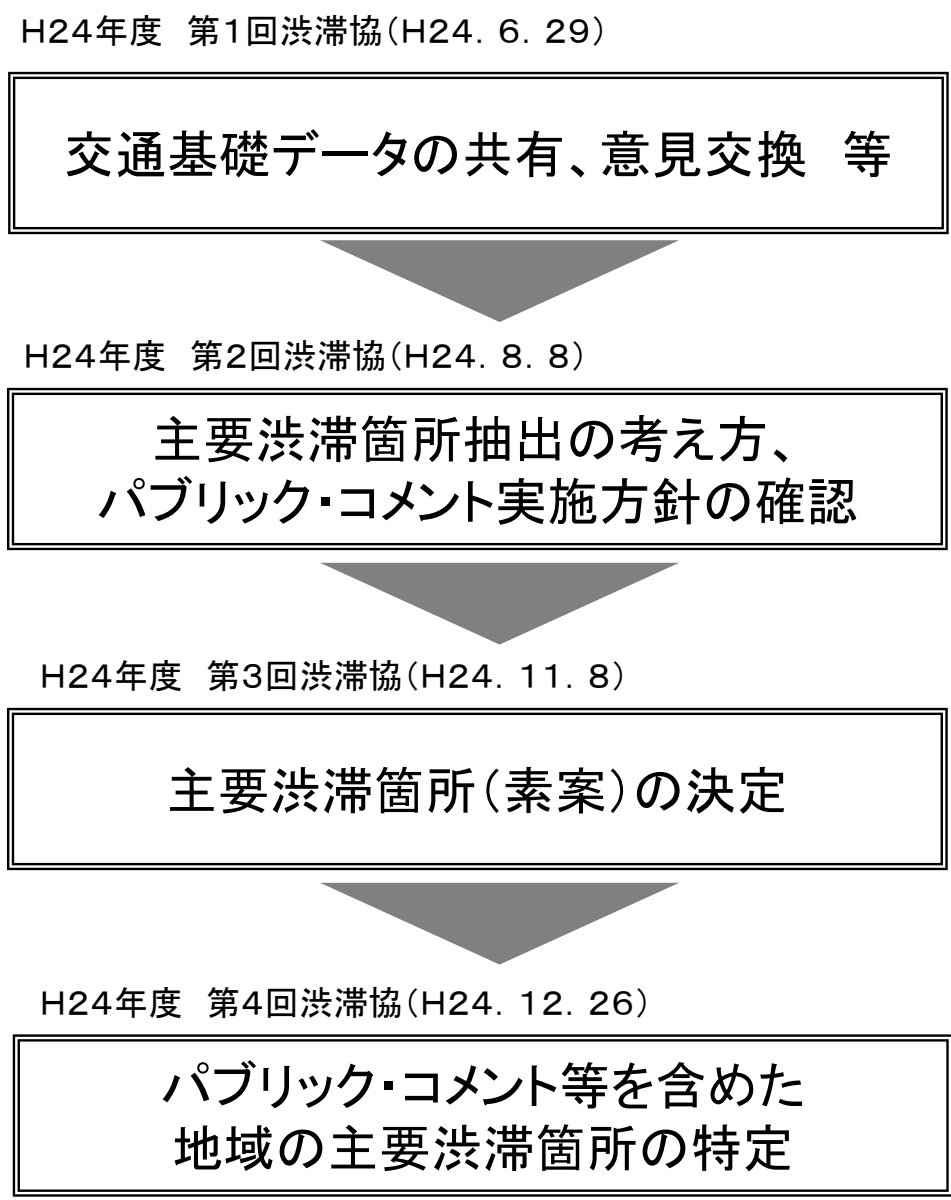 H24年度　第1回渋滞協(H24．6．29)
交通基礎データの共有、意見交換　等
H24年度　第2回渋滞協(H24．8．8)
主要渋滞箇所抽出の考え方、
パブリック・コメント実施方針の確認
H24年度　第3回渋滞協(H24．11．8)
主要渋滞箇所(素案)の決定
H24年度　第4回渋滞協(H24．12．26)
パブリック・コメント等を含めた
地域の主要渋滞箇所の特定